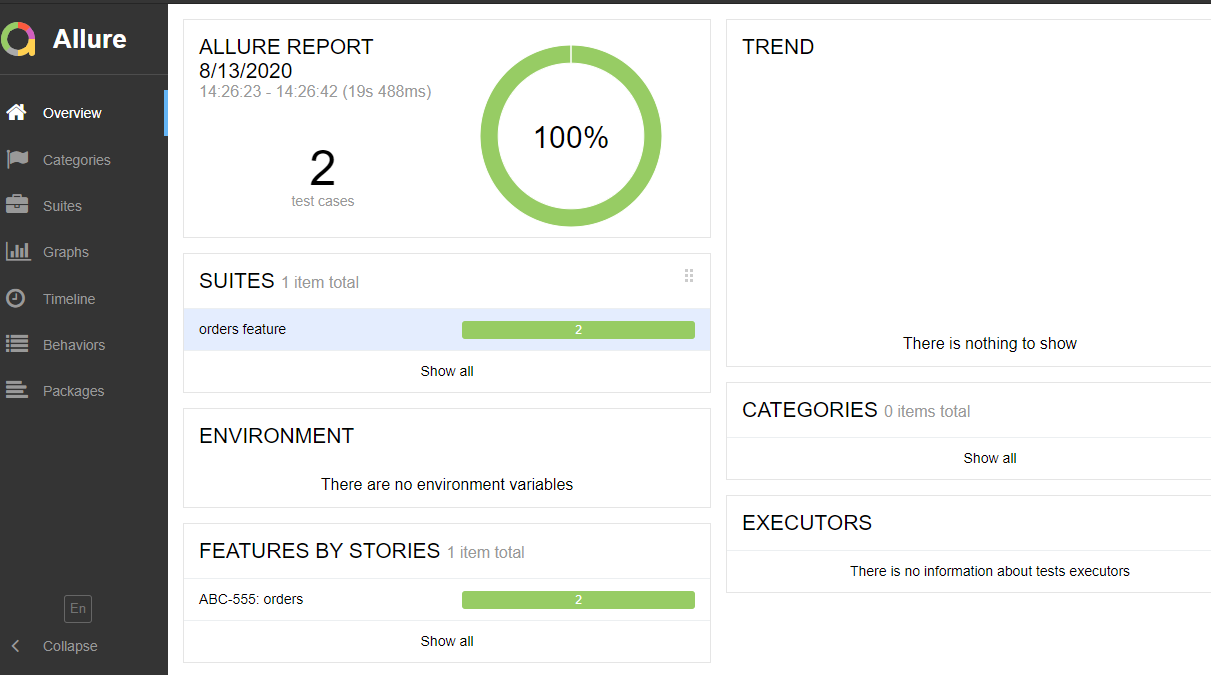 Allure
Overview
Categories
Suites
Graphs
Timeline
Behaviors
Packages
En
Collapse
ALLURE REPORT
8/13/2020
14:26:23 - 14:26:42 (19s 488ms)
2
test cases
100%
SUITES 1 item total
orders feature 2
Show all
ENVIRONMENT
There are no environment variables
FEATURES BY STORIES 1 item total
ABC-555: orders 2
Show all
TREND
There is nothing to show
CATEGORIES 0 items total
Show all
EXECUTORS
There is no information about tests executors